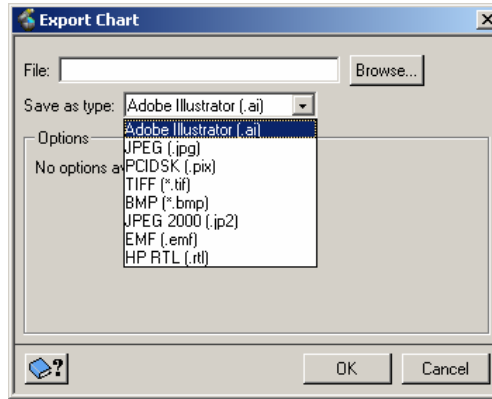 Export Chart
File:
Browse...
Save as type:
Adobe Illustrator (.ai)
Options
No options av
Adobe Illustrator (.ai)
JPEG (.jpg)
PCIDSK (.pix)
TIFF (*.tif)
BMP (*.bmp)
JPEG 2000 (.jp2)
EMF (.emf)
HP RTL (.rtl)
?
OK
Cancel